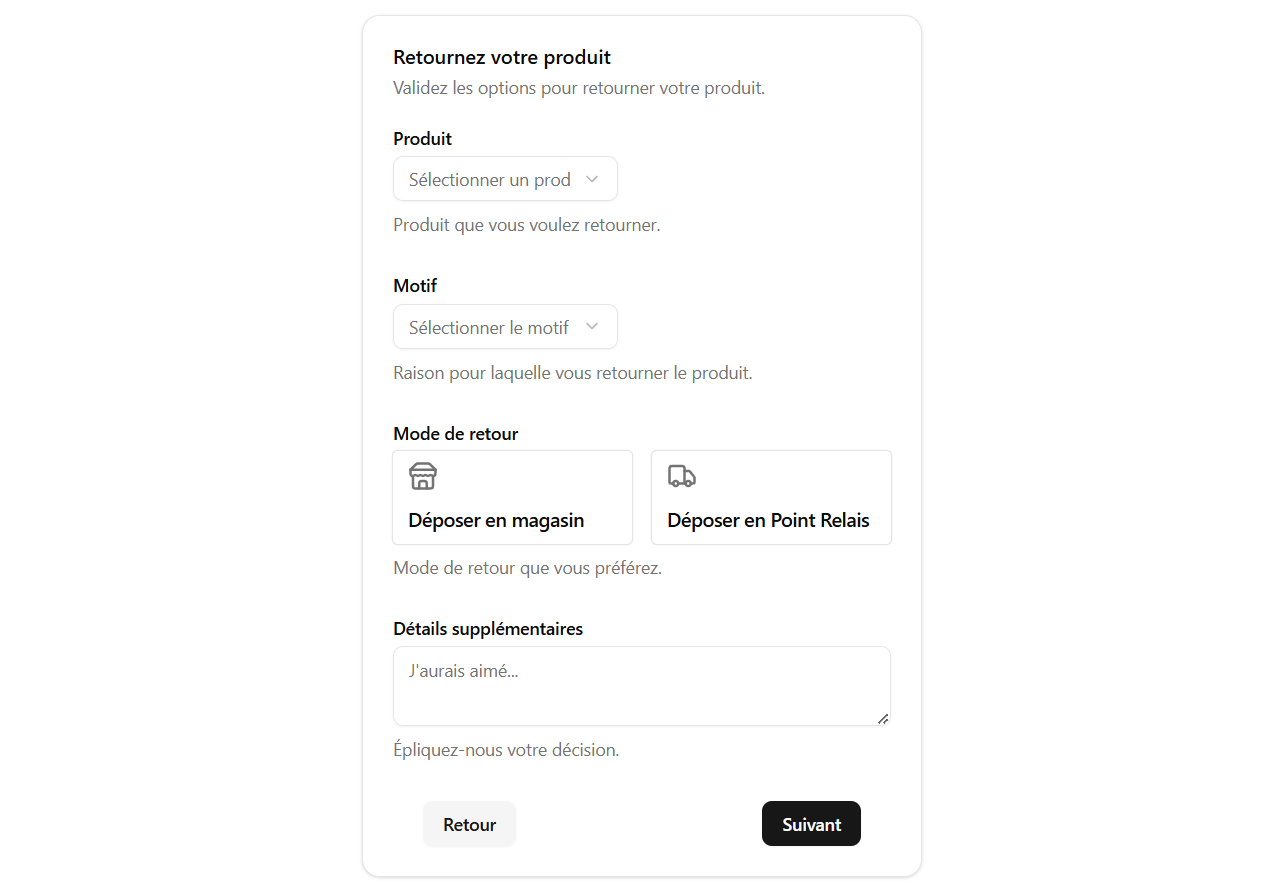 Retournez votre produit
Validez les options pour retourner votre produit.
Produit
Sélectionner un prod
Produit que vous voulez retourner.
Motif
Sélectionner le motif
Raison pour laquelle vous retourner le produit.
Mode de retour
Déposer en magasin
Déposer en Point Relais
Mode de retour que vous préférez.
Détails supplémentaires
J'aurais aimé...
Épliquez-nous votre décision.
Retour
Suivant